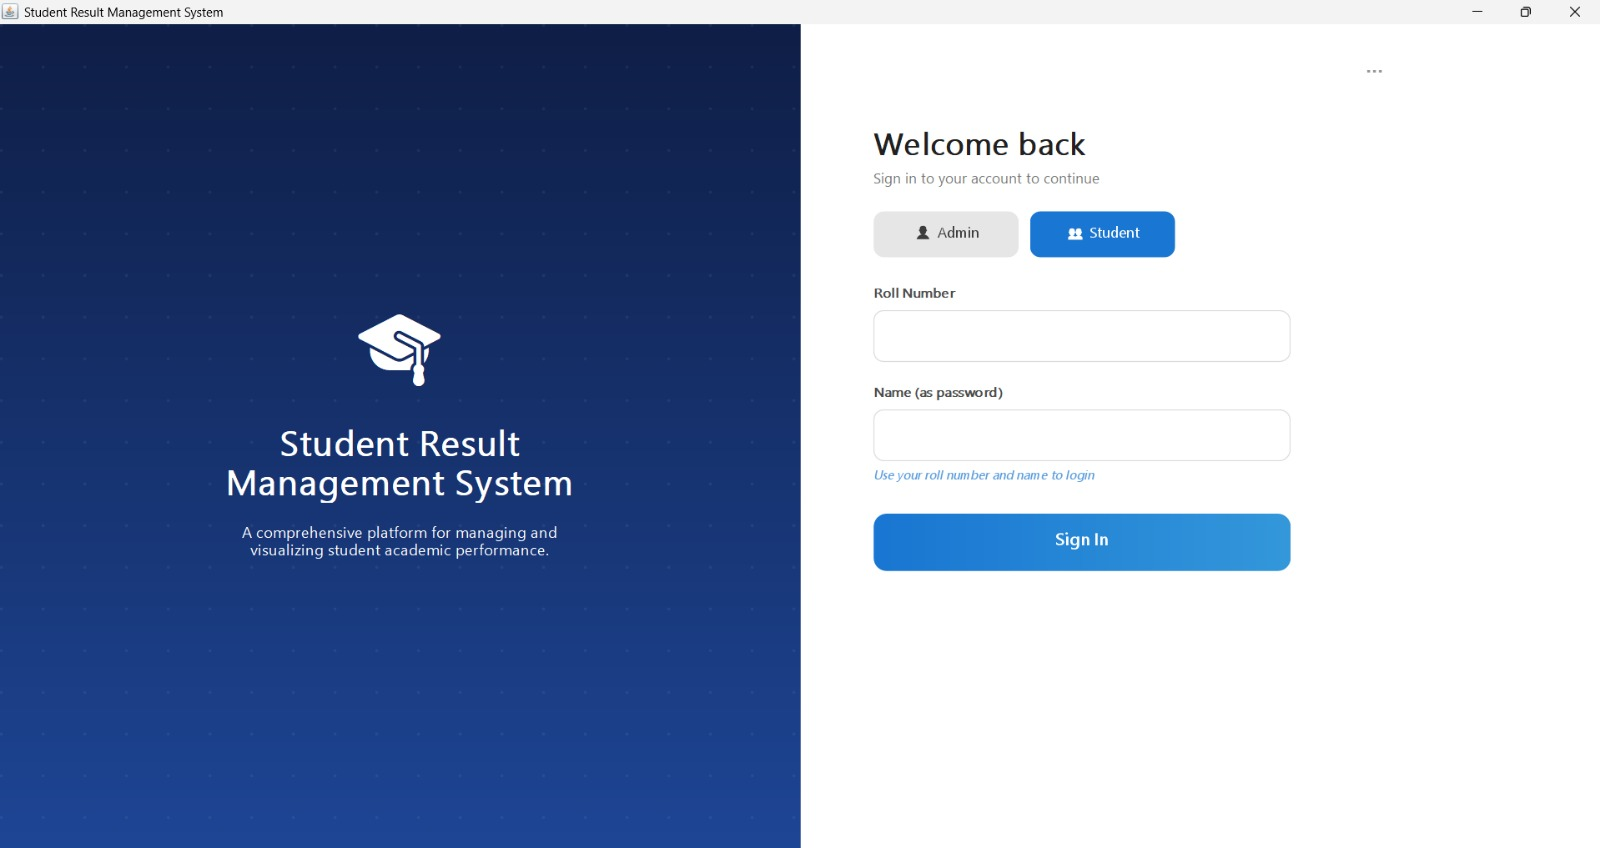 Student Result Management System
Student Result
Management System
A comprehensive platform for managing and
visualizing student academic performance.
...
Welcome back
Sign in to your account to continue
Admin
Student
Roll Number
Name (as password)
Use your roll number and name to login
Sign In